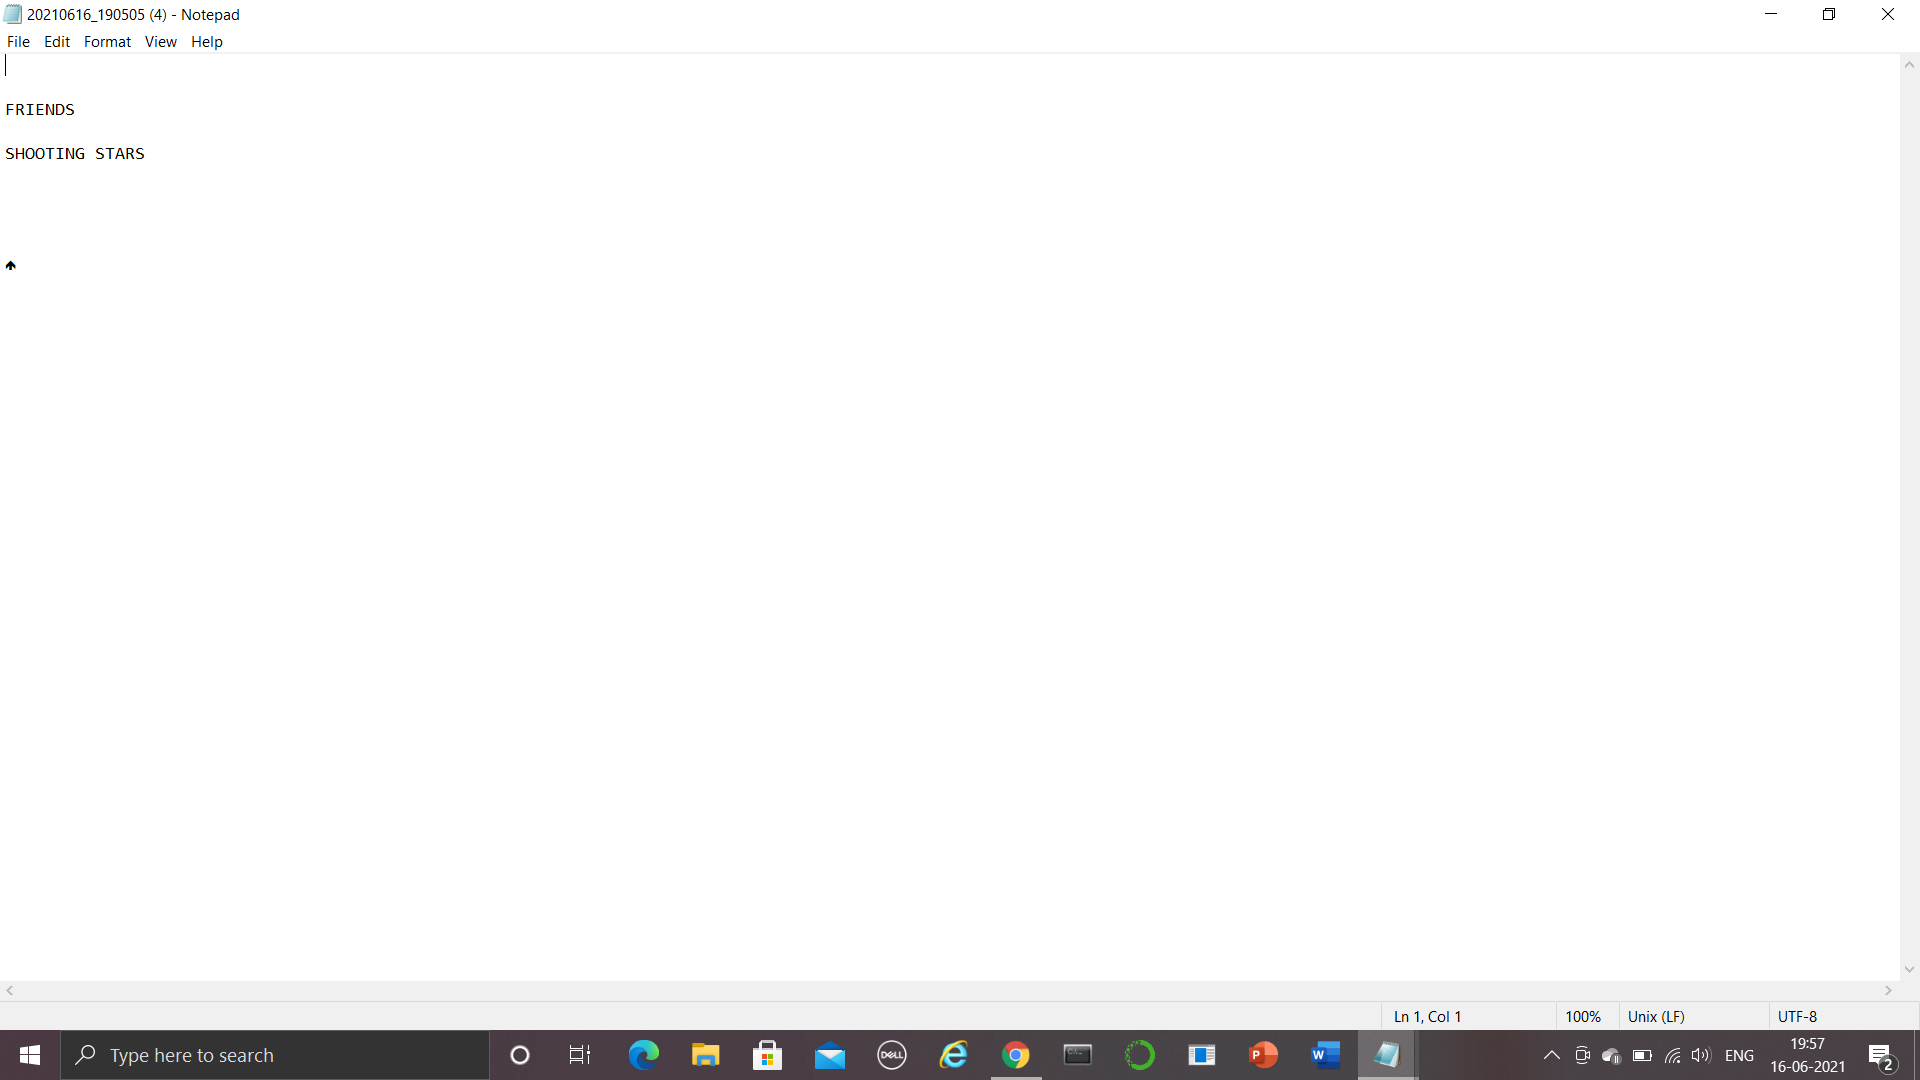 20210616_190505 (4) - Notepad
File Edit Format View Help
FRIENDS
SHOOTING STARS
Ln 1, Col 1 100% Unix (LF) UTF-8
Type here to search
DELL
P
W
ENG
19:57
16-06-2021
2